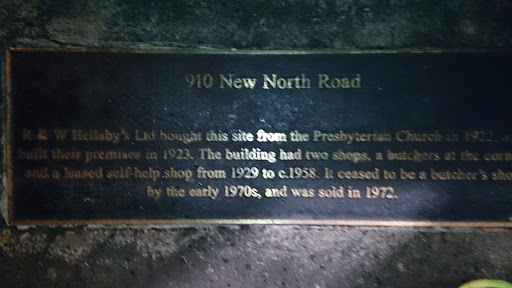 910 New North Road
R & W Hellaby's Ltd bought this site from the Presbyterian Church in 1922,
built their premises in 1923. The building had two shops, a butchers at the corn
and a leased self-help shop from 1929 to c.1958. It ceased to be a butcher's sho
by the early 1970s, and was sold in 1972.